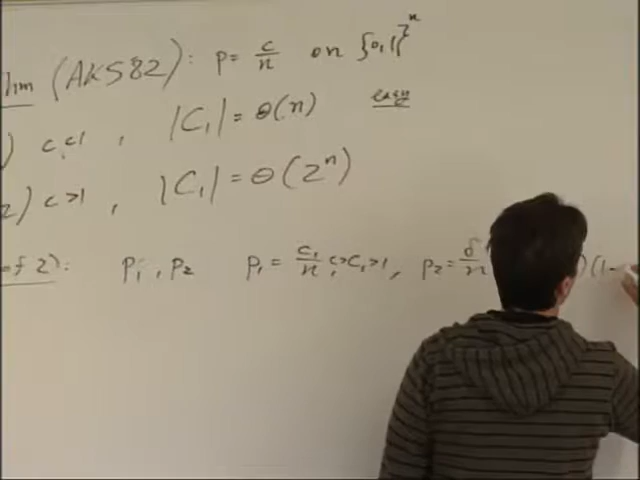 lim (AKS82): p = c/n on {0,1}^n
) c<1 , |C₁| = Θ(n) easy
2) c>1 , |C₁| = Θ(2^n)
of 2): p₁, p₂ p₁ = c₁/n c>c₁>1, p₂ = δ/n )(1-